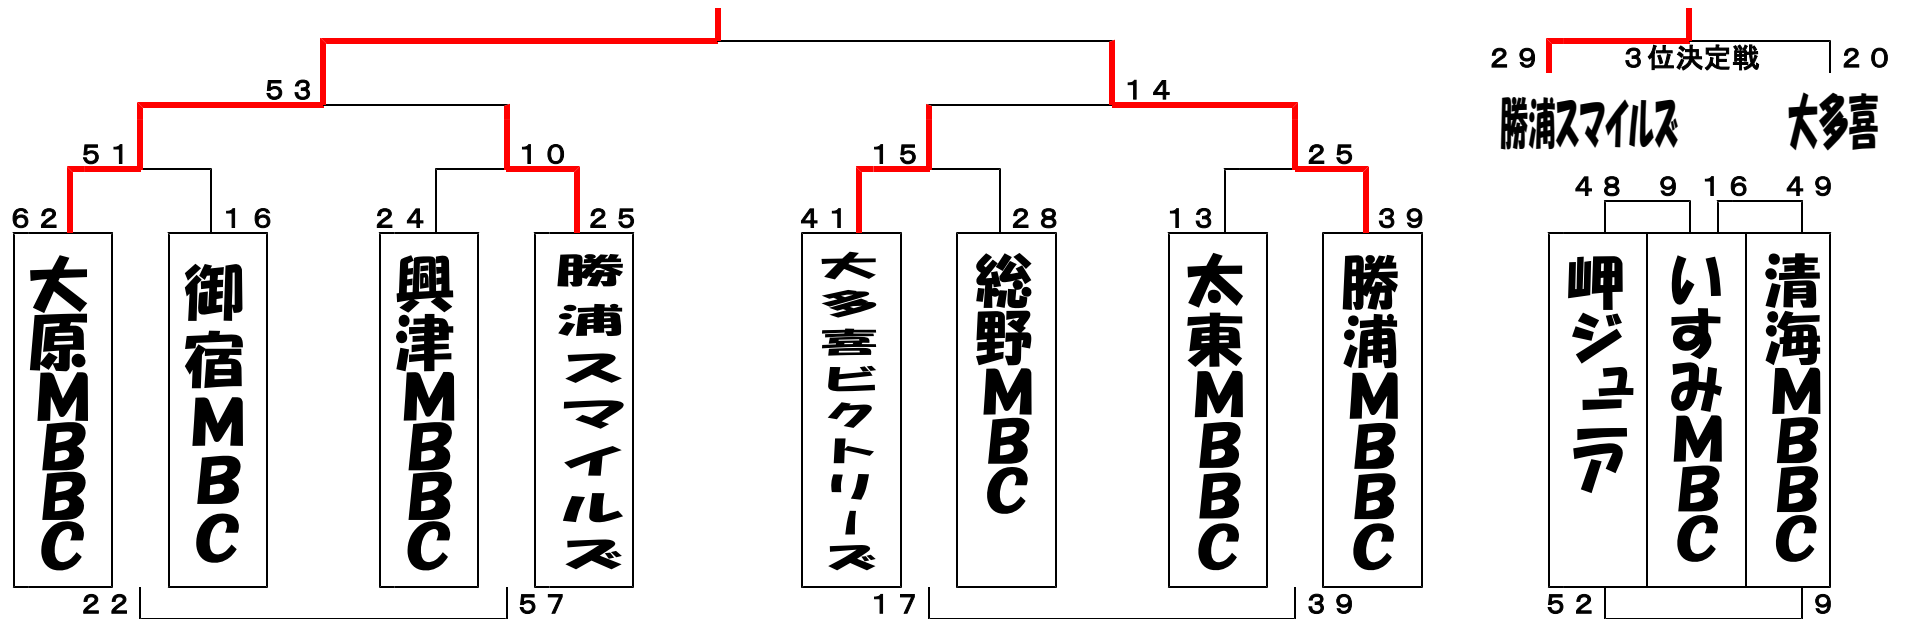 29 3位決定戦 20
勝浦スマイルズ 大多喜
53 14
51 10 15 25
48 9 16 49
62 16 24 25 41 28 13 39
大原MBBC
御宿MBC
興津MBBC
勝浦スマイルズ
大多喜ビクトリーズ
総野MBC
太東MBBC
勝浦MBBC
岬ジュニア
いすみMBC
清海MBBC
22 57 17 39 52 9